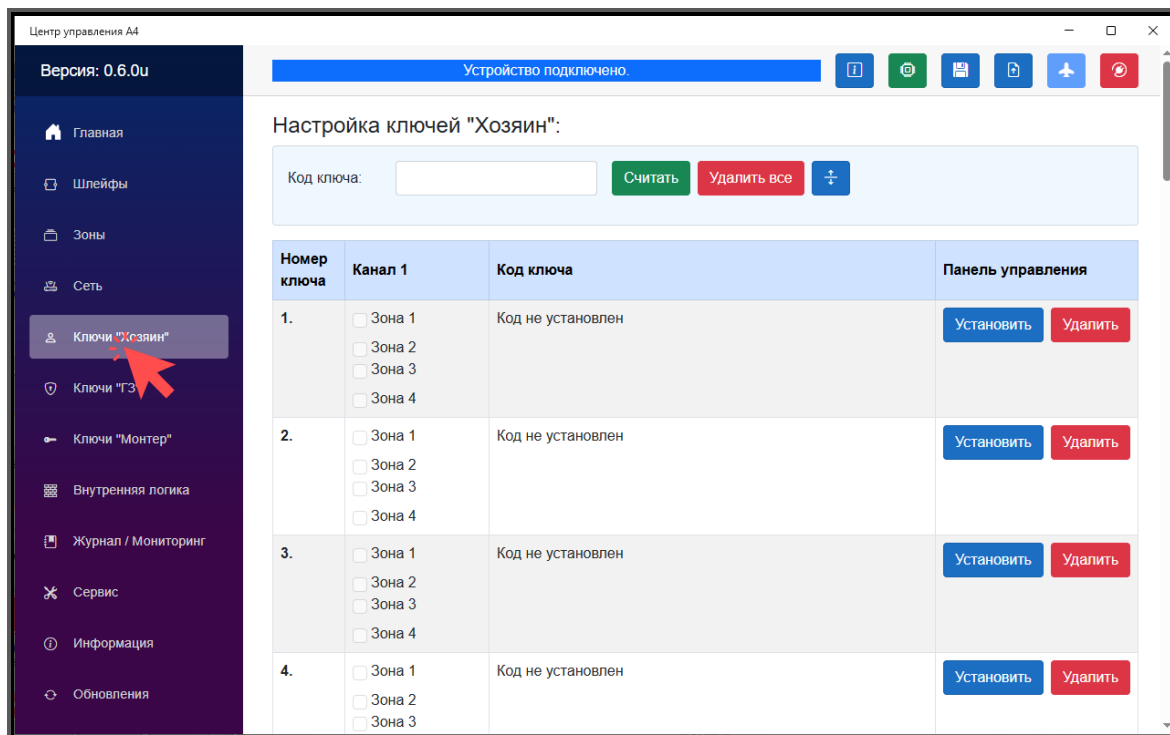 Центр управления А4
Версия: 0.6.0u
Устройство подключено.
Главная
Шлейфы
Зоны
Сеть
Ключи "Хозяин"
Ключи "ГЗ
Ключи "Монтер"
Внутренняя логика
Журнал / Мониторинг
Сервис
Информация
Обновления
Настройка ключей "Хозяин":
Код ключа:
Считать
Удалить все
Номер ключа
Канал 1
Код ключа
Панель управления
1.
Зона 1
Зона 2
Зона 3
Зона 4
Код не установлен
Установить
Удалить
2.
Зона 1
Зона 2
Зона 3
Зона 4
Код не установлен
Установить
Удалить
3.
Зона 1
Зона 2
Зона 3
Зона 4
Код не установлен
Установить
Удалить
4.
Зона 1
Зона 2
Зона 3
Код не установлен
Установить
Удалить